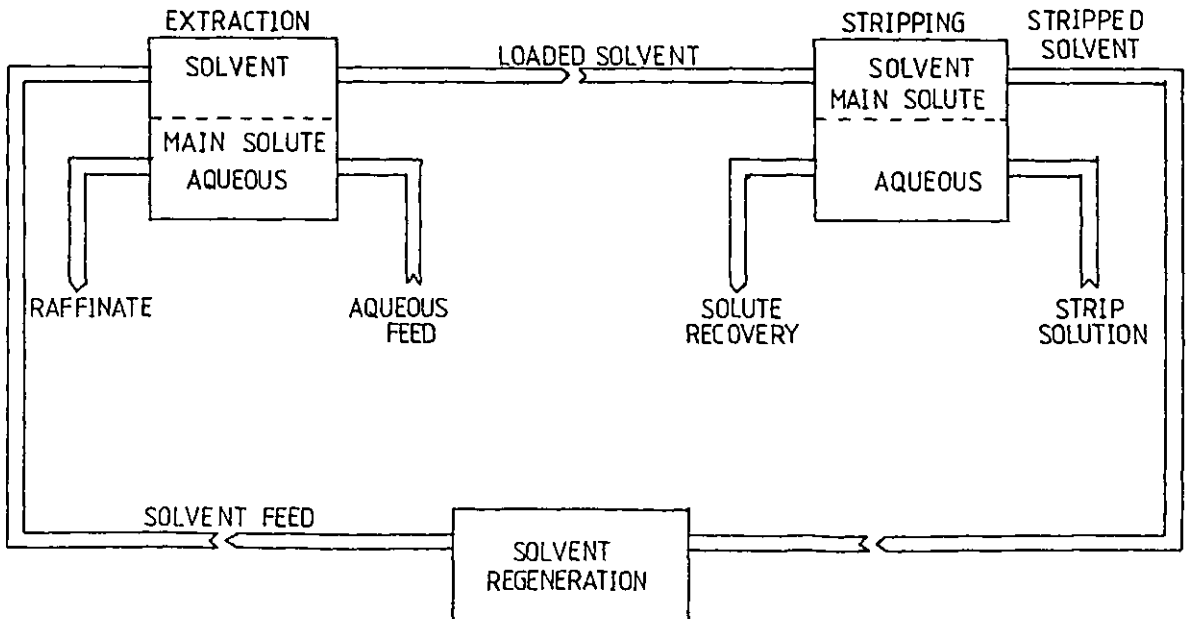 EXTRACTION
SOLVENT
MAIN SOLUTE
AQUEOUS
RAFFINATE
AQUEOUS
FEED
LOADED SOLVENT
STRIPPING
SOLVENT
MAIN SOLUTE
AQUEOUS
STRIPPED
SOLVENT
SOLUTE
RECOVERY
STRIP
SOLUTION
SOLVENT FEED
SOLVENT
REGENERATION